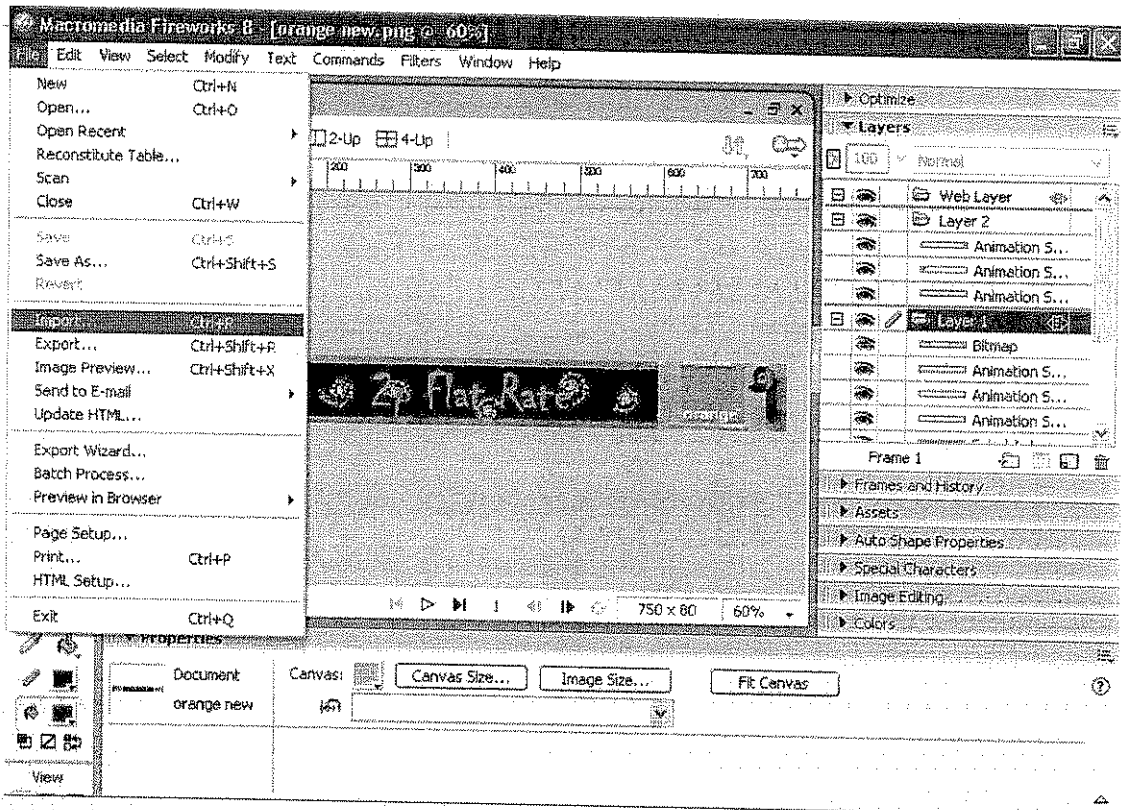 Macromedia Fireworks 8 - [orange new.png @ 60%]
File Edit View Select Modify Text Commands Filters Window Help
New Ctrl+N
Open... Ctrl+O
Open Recent
Reconstitute Table...
Scan
Close Ctrl+W
Save Ctrl+S
Save As... Ctrl+Shift+S
Revert
Import... Ctrl+R
Export... Ctrl+Shift+R
Image Preview... Ctrl+Shift+X
Send to E-mail
Update HTML...
Export Wizard...
Batch Process...
Preview in Browser
Page Setup...
Print... Ctrl+P
HTML Setup...
Exit Ctrl+Q
2-Up 4-Up
200 300 400 500 600 700
2p Flat Rate
1 750 x 80 60%
Optimize
Layers
100 Normal
Web Layer
Layer 2
Animation S...
Animation S...
Animation S...
Layer 1
Bitmap
Animation S...
Animation S...
Animation S...
Frame 1
Frames and History
Assets
Auto Shape Properties
Special Characters
Image Editing
Colors
Properties
Document
orange new
Canvas: Canvas Size... Image Size... Fit Canvas
View